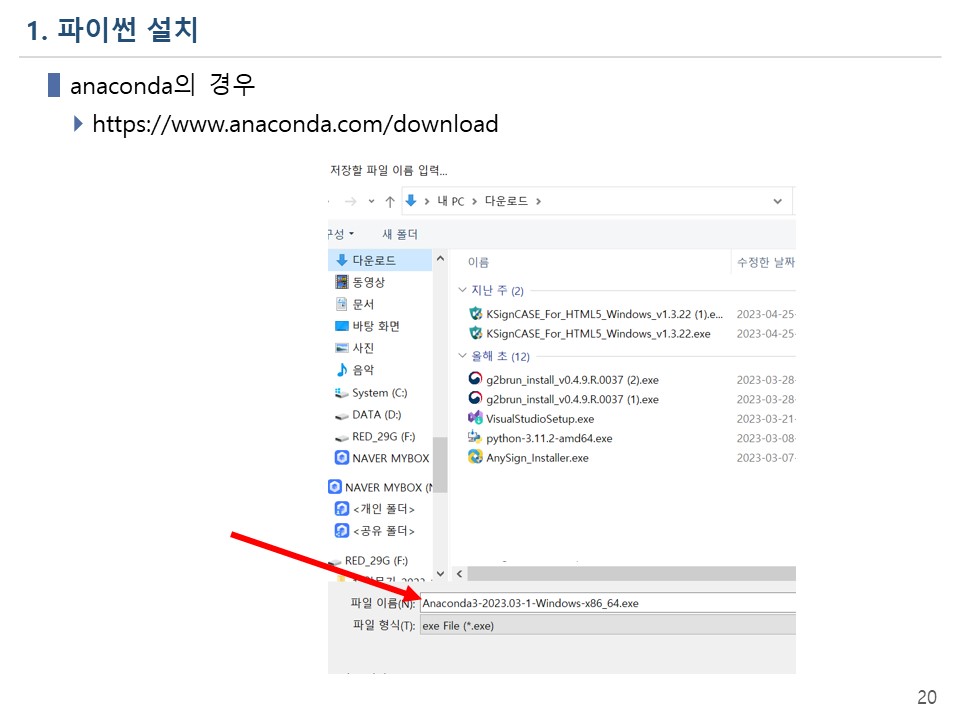 1. 파이썬 설치
anaconda의 경우
https://www.anaconda.com/download
저장할 파일 이름 입력...
내 PC > 다운로드 >
구성 새 폴더
다운로드
동영상
문서
바탕 화면
사진
음악
System (C:)
DATA (D:)
RED_29G (F:)
NAVER MYBOX
NAVER MYBOX (N
<개인 폴더>
<공유 폴더>
RED_29G (F:)
이름 수정한 날짜
지난 주 (2)
KSignCASE_For_HTML5_Windows_v1.3.22 (1).e... 2023-04-25-
KSignCASE_For_HTML5_Windows_v1.3.22.exe 2023-04-25-
올해 초 (12)
g2brun_install_v0.4.9.R.0037 (2).exe 2023-03-28-
g2brun_install_v0.4.9.R.0037 (1).exe 2023-03-28-
VisualStudioSetup.exe 2023-03-21-
python-3.11.2-amd64.exe 2023-03-08-
AnySign_Installer.exe 2023-03-07-
파일 이름(N): Anaconda3-2023.03-1-Windows-x86_64.exe
파일 형식(T): exe File (*.exe)
20